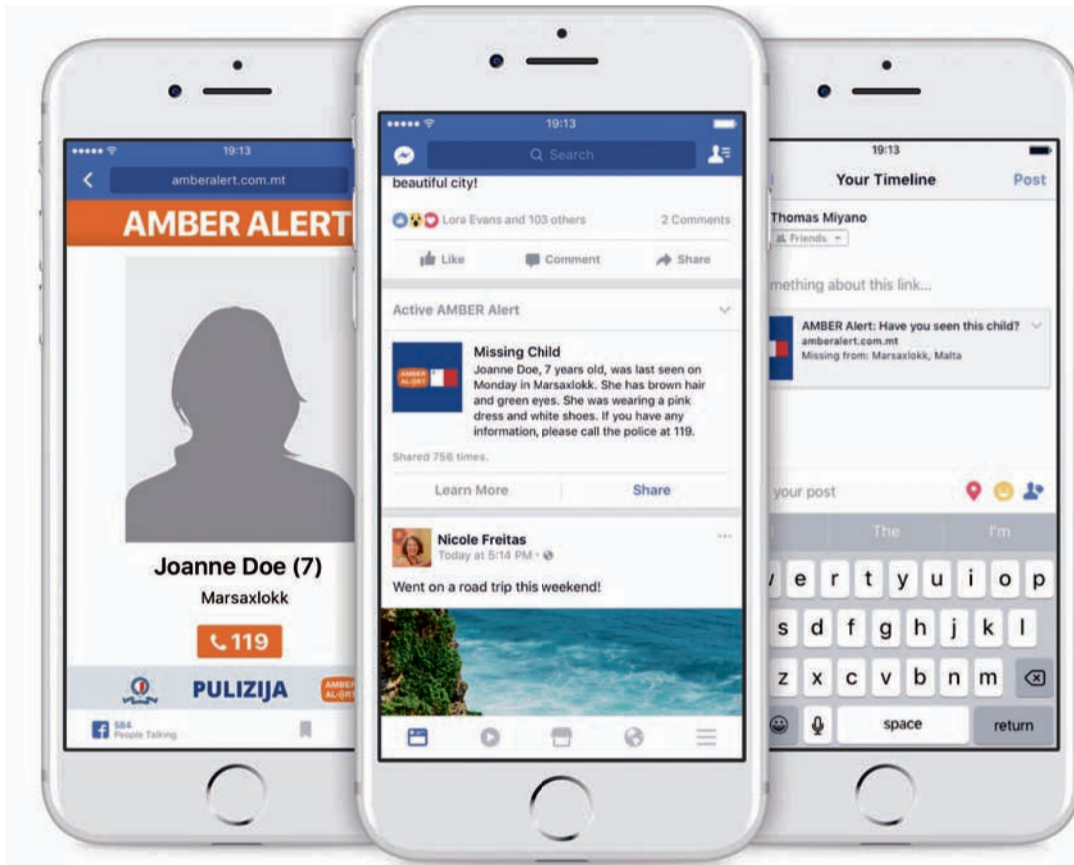 19:13
amberalert.com.mt
AMBER ALERT
Joanne Doe (7)
Marsaxlokk
119
PULIZIJA
AMBER
584
People Talking
19:13
Search
beautiful city!
Lora Evans and 103 others
2 Comments
Like
Comment
Share
Active AMBER Alert
AMBER
Missing Child
Joanne Doe, 7 years old, was last seen on
Monday in Marsaxlokk. She has brown hair
and green eyes. She was wearing a pink
dress and white shoes. If you have any
information, please call the police at 119.
Shared 756 times.
Learn More
Share
Nicole Freitas
Today at 5:14 PM
Went on a road trip this weekend!
19:13
Your Timeline
Post
Thomas Miyano
Friends
mething about this link...
AMBER Alert: Have you seen this child?
amberalert.com.mt
Missing from: Marsaxlokk, Malta
your post
The
I'm
e r t y u i o p
s d f g h j k l
z x c v b n m
space
return